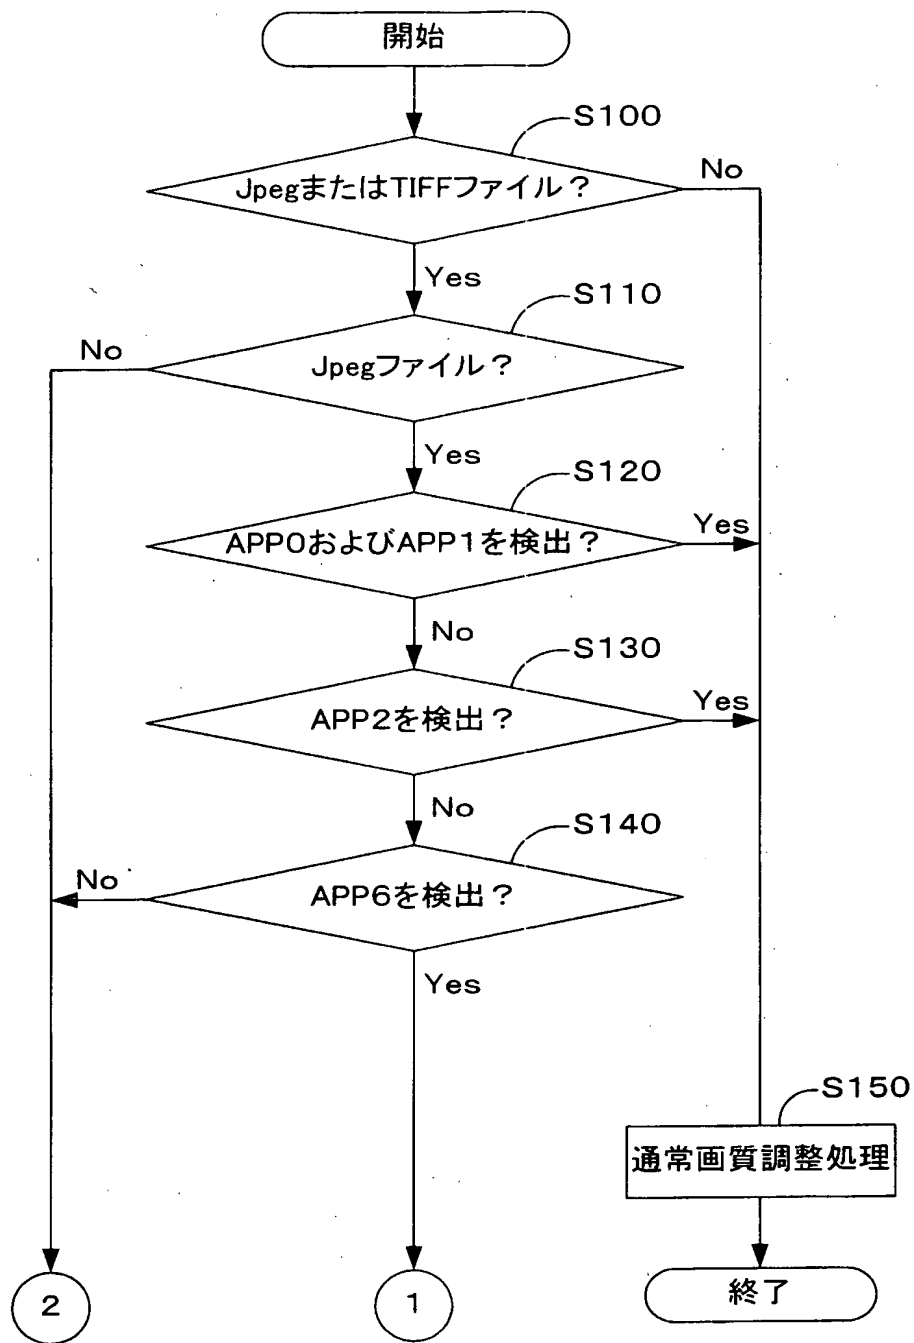 開始
S100
JpegまたはTIFFファイル？
No
Yes
S110
No
Jpegファイル？
Yes
S120
APP0およびAPP1を検出？
Yes
No
S130
APP2を検出？
Yes
No
S140
No
APP6を検出？
Yes
S150
通常画質調整処理
2
1
終了